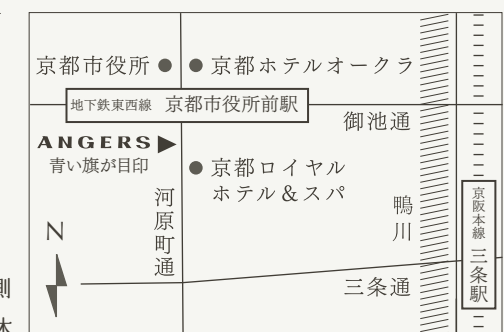 京都市役所
京都ホテルオークラ
地下鉄東西線 京都市役所前駅
御池通
ANGERS
青い旗が目印
京都ロイヤル
ホテル＆スパ
河原町通
鴨川
京阪本線 三条駅
N
三条通
側
休